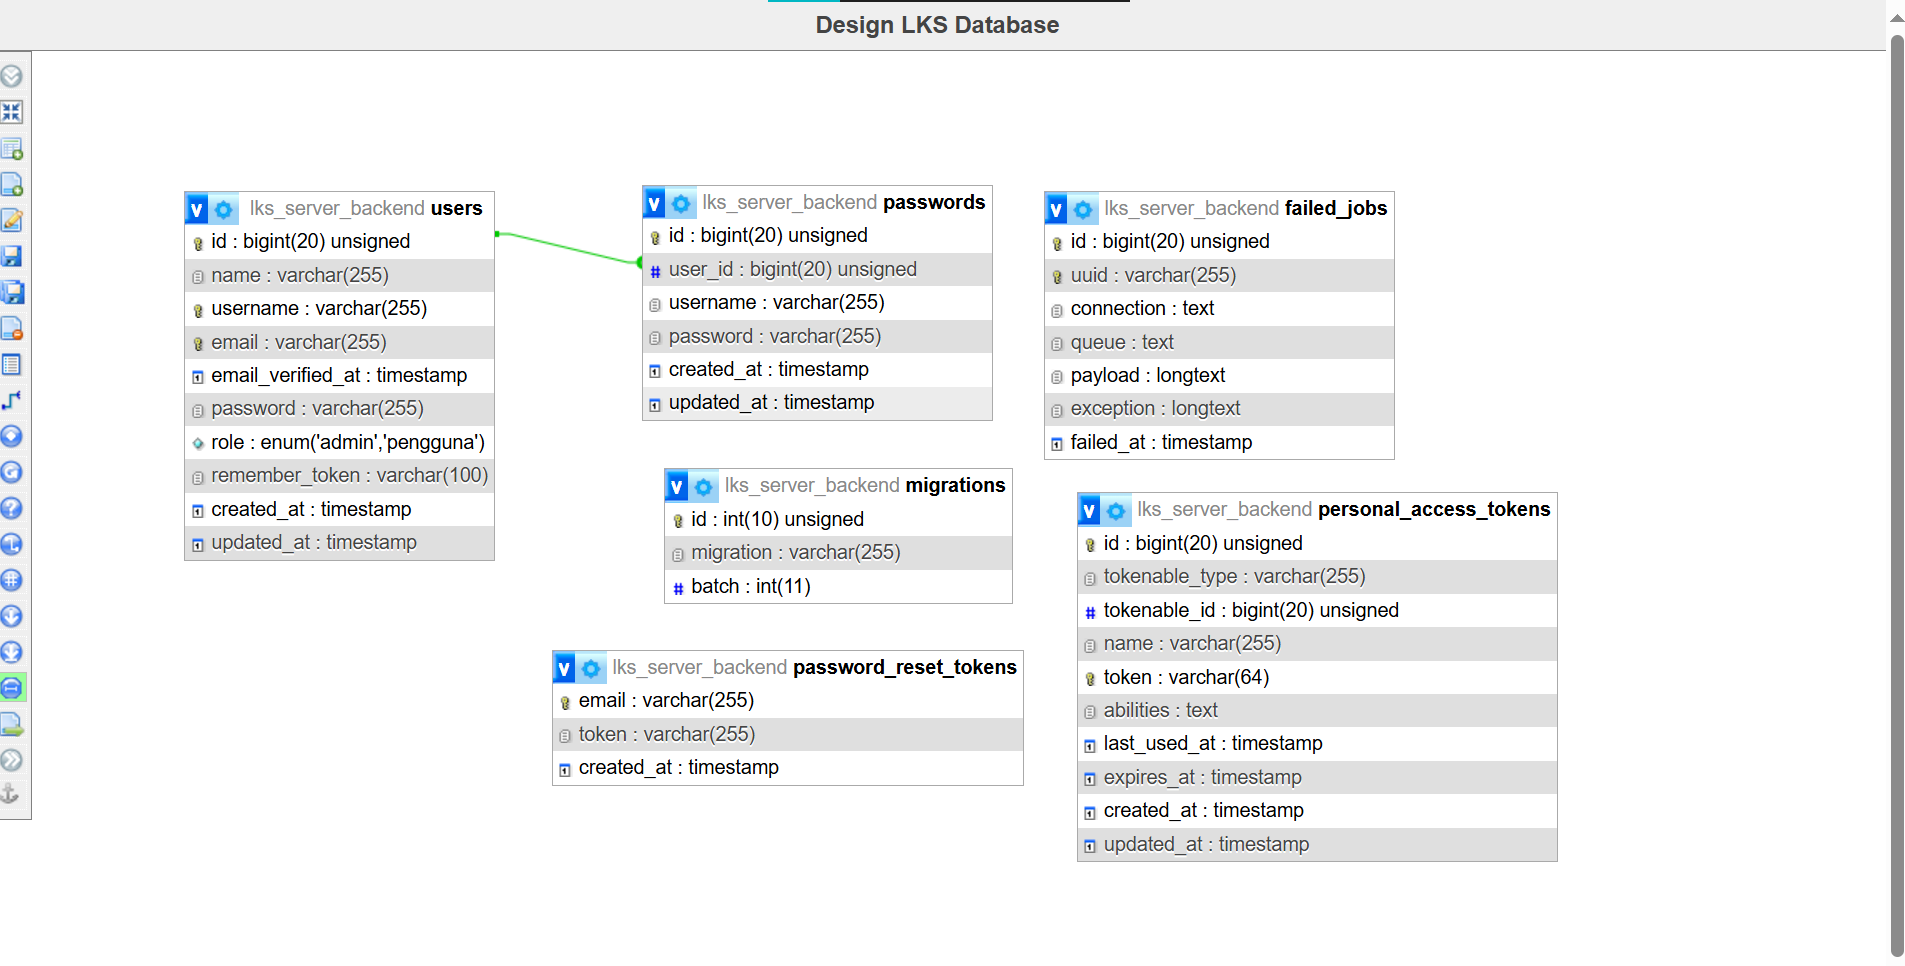 Design LKS Database
v lks_server_backend users
id : bigint(20) unsigned
name : varchar(255)
username : varchar(255)
email : varchar(255)
email_verified_at : timestamp
password : varchar(255)
role : enum('admin','pengguna')
remember_token : varchar(100)
created_at : timestamp
updated_at : timestamp
v lks_server_backend passwords
id : bigint(20) unsigned
# user_id : bigint(20) unsigned
username : varchar(255)
password : varchar(255)
created_at : timestamp
updated_at : timestamp
v lks_server_backend failed_jobs
id : bigint(20) unsigned
uuid : varchar(255)
connection : text
queue : text
payload : longtext
exception : longtext
failed_at : timestamp
v lks_server_backend migrations
id : int(10) unsigned
migration : varchar(255)
# batch : int(11)
v lks_server_backend personal_access_tokens
id : bigint(20) unsigned
tokenable_type : varchar(255)
# tokenable_id : bigint(20) unsigned
name : varchar(255)
token : varchar(64)
abilities : text
last_used_at : timestamp
expires_at : timestamp
created_at : timestamp
updated_at : timestamp
v lks_server_backend password_reset_tokens
email : varchar(255)
token : varchar(255)
created_at : timestamp